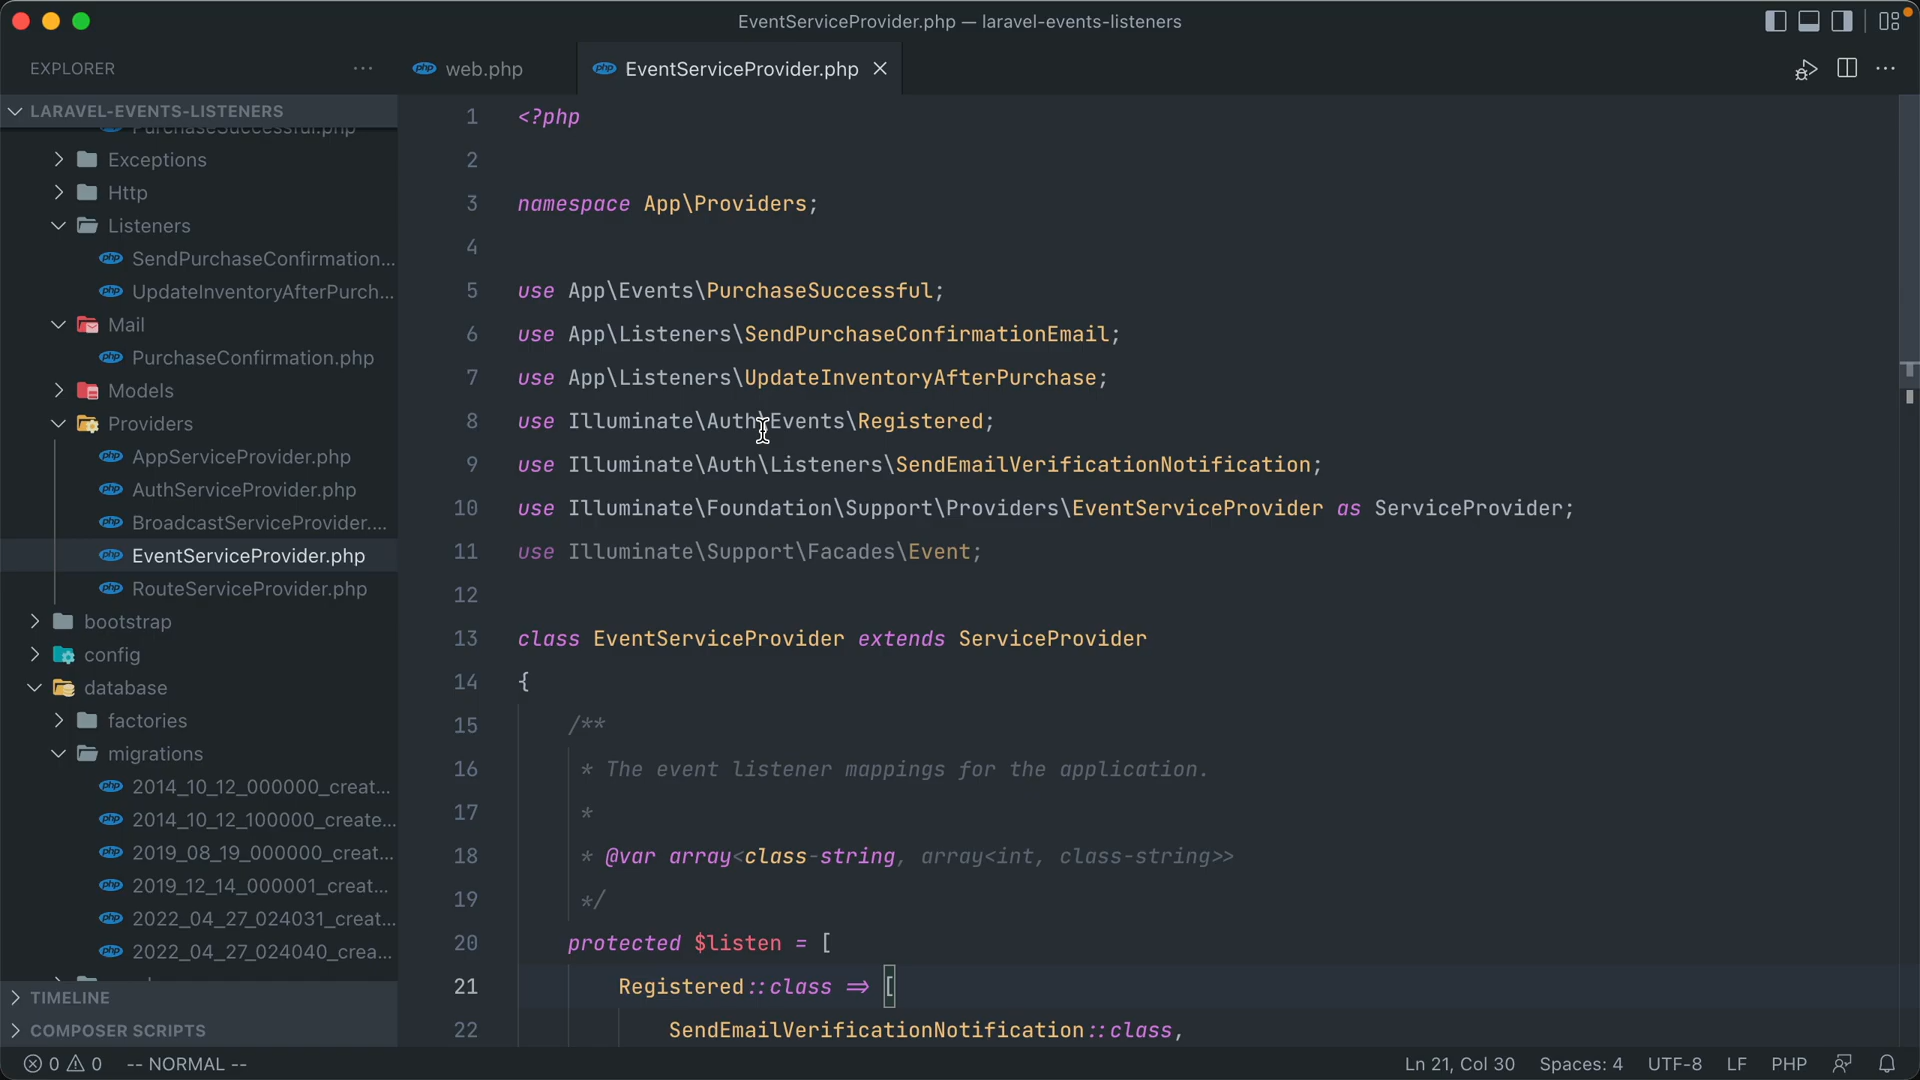 EventServiceProvider.php — laravel-events-listeners
EXPLORER
web.php
EventServiceProvider.php
LARAVEL-EVENTS-LISTENERS
PurchaseSuccessful.php
Exceptions
Http
Listeners
SendPurchaseConfirmation...
UpdateInventoryAfterPurch...
Mail
PurchaseConfirmation.php
Models
Providers
AppServiceProvider.php
AuthServiceProvider.php
BroadcastServiceProvider....
EventServiceProvider.php
RouteServiceProvider.php
bootstrap
config
database
factories
migrations
2014_10_12_000000_creat...
2014_10_12_100000_create...
2019_08_19_000000_creat...
2019_12_14_000001_creat...
2022_04_27_024031_creat...
2022_04_27_024040_crea...
TIMELINE
COMPOSER SCRIPTS
1 <?php
2
3 namespace App\Providers;
4
5 use App\Events\PurchaseSuccessful;
6 use App\Listeners\SendPurchaseConfirmationEmail;
7 use App\Listeners\UpdateInventoryAfterPurchase;
8 use Illuminate\Auth\Events\Registered;
9 use Illuminate\Auth\Listeners\SendEmailVerificationNotification;
10 use Illuminate\Foundation\Support\Providers\EventServiceProvider as ServiceProvider;
11 use Illuminate\Support\Facades\Event;
12
13 class EventServiceProvider extends ServiceProvider
14 {
15 /**
16 * The event listener mappings for the application.
17 *
18 * @var array<class-string, array<int, class-string>>
19 */
20 protected $listen = [
21 Registered::class => [
22 SendEmailVerificationNotification::class,
0 0 -- NORMAL --
Ln 21, Col 30 Spaces: 4 UTF-8 LF PHP